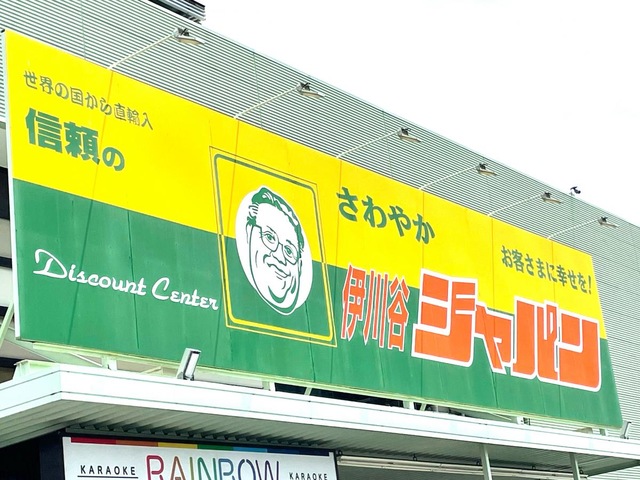 世界の国から直輸入
信頼の
さわやか
お客さまに幸せを!
Discount Center
伊川谷
ジャパン
KARAOKE RAINBOW KARAOKE